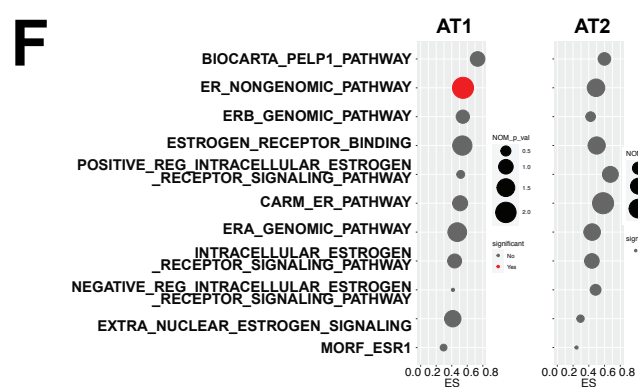 F
AT1
AT2
BIOCARTA_PELP1_PATHWAY
ER_NONGENOMIC_PATHWAY
ERB_GENOMIC_PATHWAY
ESTROGEN_RECEPTOR_BINDING
POSITIVE_REG_INTRACELLULAR_ESTROGEN
_RECEPTOR_SIGNALING_PATHWAY
CARM_ER_PATHWAY
ERA_GENOMIC_PATHWAY
INTRACELLULAR_ESTROGEN
_RECEPTOR_SIGNALING_PATHWAY
NEGATIVE_REG_INTRACELLULAR_ESTROGEN
_RECEPTOR_SIGNALING_PATHWAY
EXTRA_NUCLEAR_ESTROGEN_SIGNALING
MORF_ESR1
0.0 0.2 0.4 0.6 0.8
ES
NOM_p_val
0.5
1.0
1.5
2.0
significant
No
Yes
0.0 0.2 0.4 0.6 0.8
ES
NO
sign